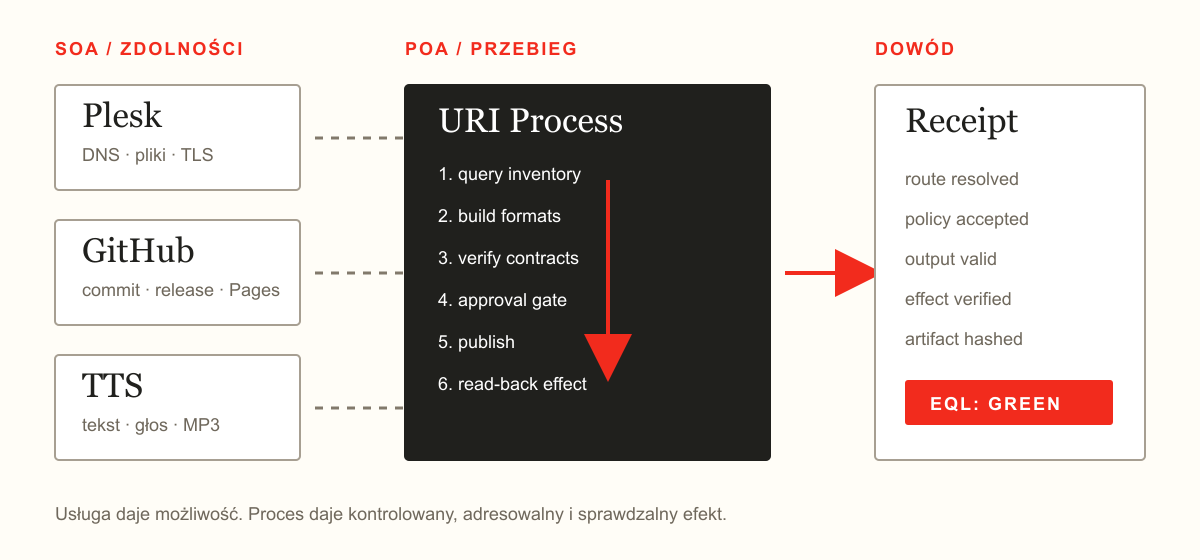 SOA / ZDOLNOŚCI
Plesk
DNS · pliki · TLS
GitHub
commit · release · Pages
TTS
tekst · głos · MP3
POA / PRZEBIEG
URI Process
1. query inventory
2. build formats
3. verify contracts
4. approval gate
5. publish
6. read-back effect
DOWÓD
Receipt
route resolved
policy accepted
output valid
effect verified
artifact hashed
EQL: GREEN
Usługa daje możliwość. Proces daje kontrolowany, adresowalny i sprawdzalny efekt.